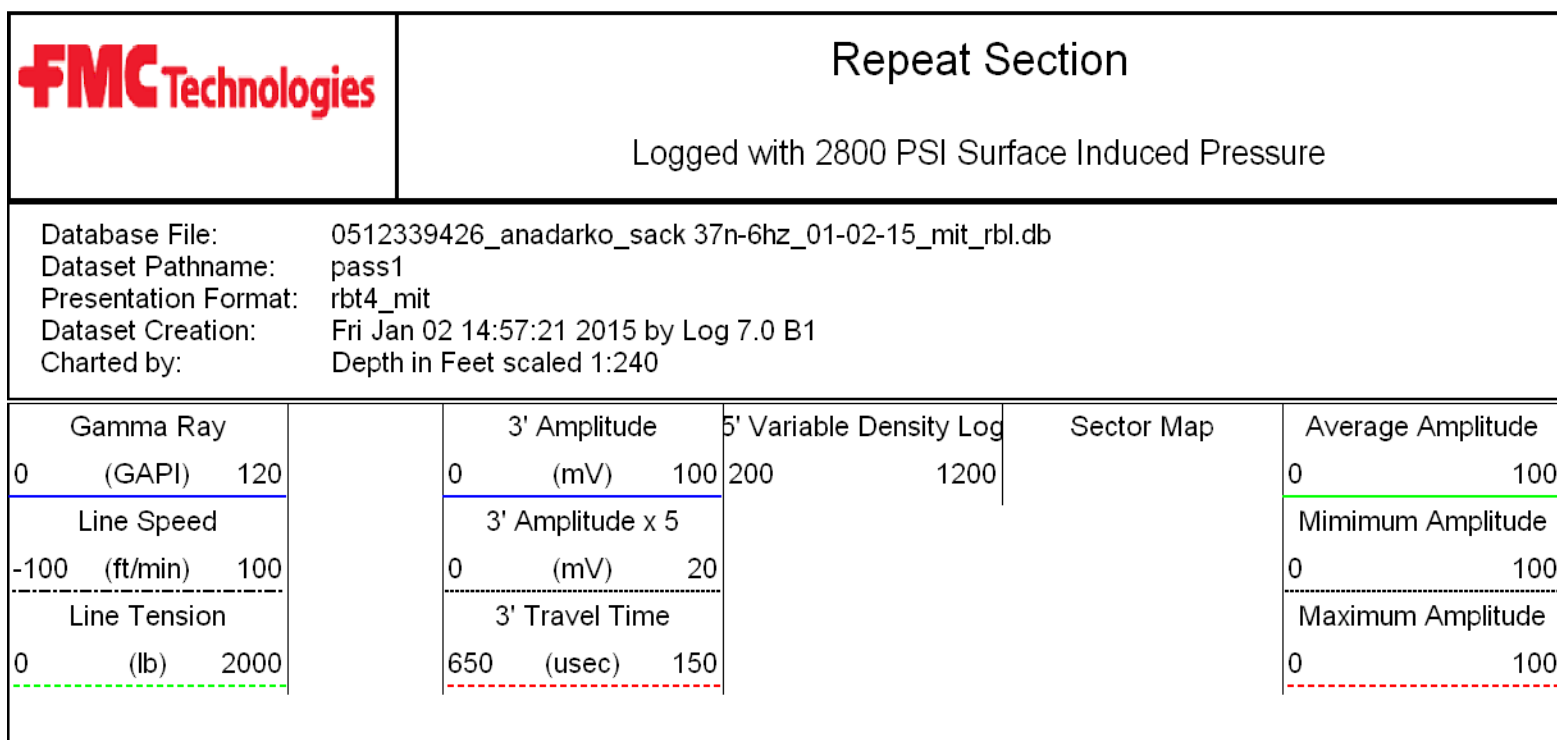 FMC Technologies
Repeat Section
Logged with 2800 PSI Surface Induced Pressure
Database File: 0512339426_anadarko_sack 37n-6hz_01-02-15_mit_rbl.db
Dataset Pathname: pass1
Presentation Format: rbt4_mit
Dataset Creation: Fri Jan 02 14:57:21 2015 by Log 7.0 B1
Charted by: Depth in Feet scaled 1:240
Gamma Ray
0 (GAPI) 120
Line Speed
-100 (ft/min) 100
Line Tension
0 (lb) 2000
3' Amplitude
0 (mV) 100
3' Amplitude x 5
0 (mV) 20
3' Travel Time
650 (usec) 150
5' Variable Density Log
200 1200
Sector Map
Average Amplitude
0 100
Mimimum Amplitude
0 100
Maximum Amplitude
0 100